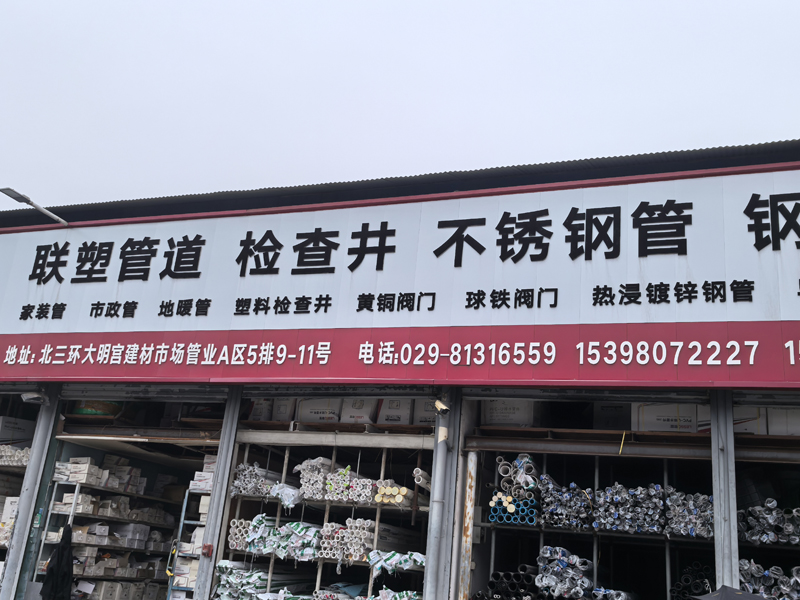 联塑管道 检查井 不锈钢管 钢
家装管 市政管 地暖管 塑料检查井 黄铜阀门 球铁阀门 热浸镀锌钢管
地址：北三环大明宫建材市场管业A区5排9-11号 电话:029-81316559 15398072227 15